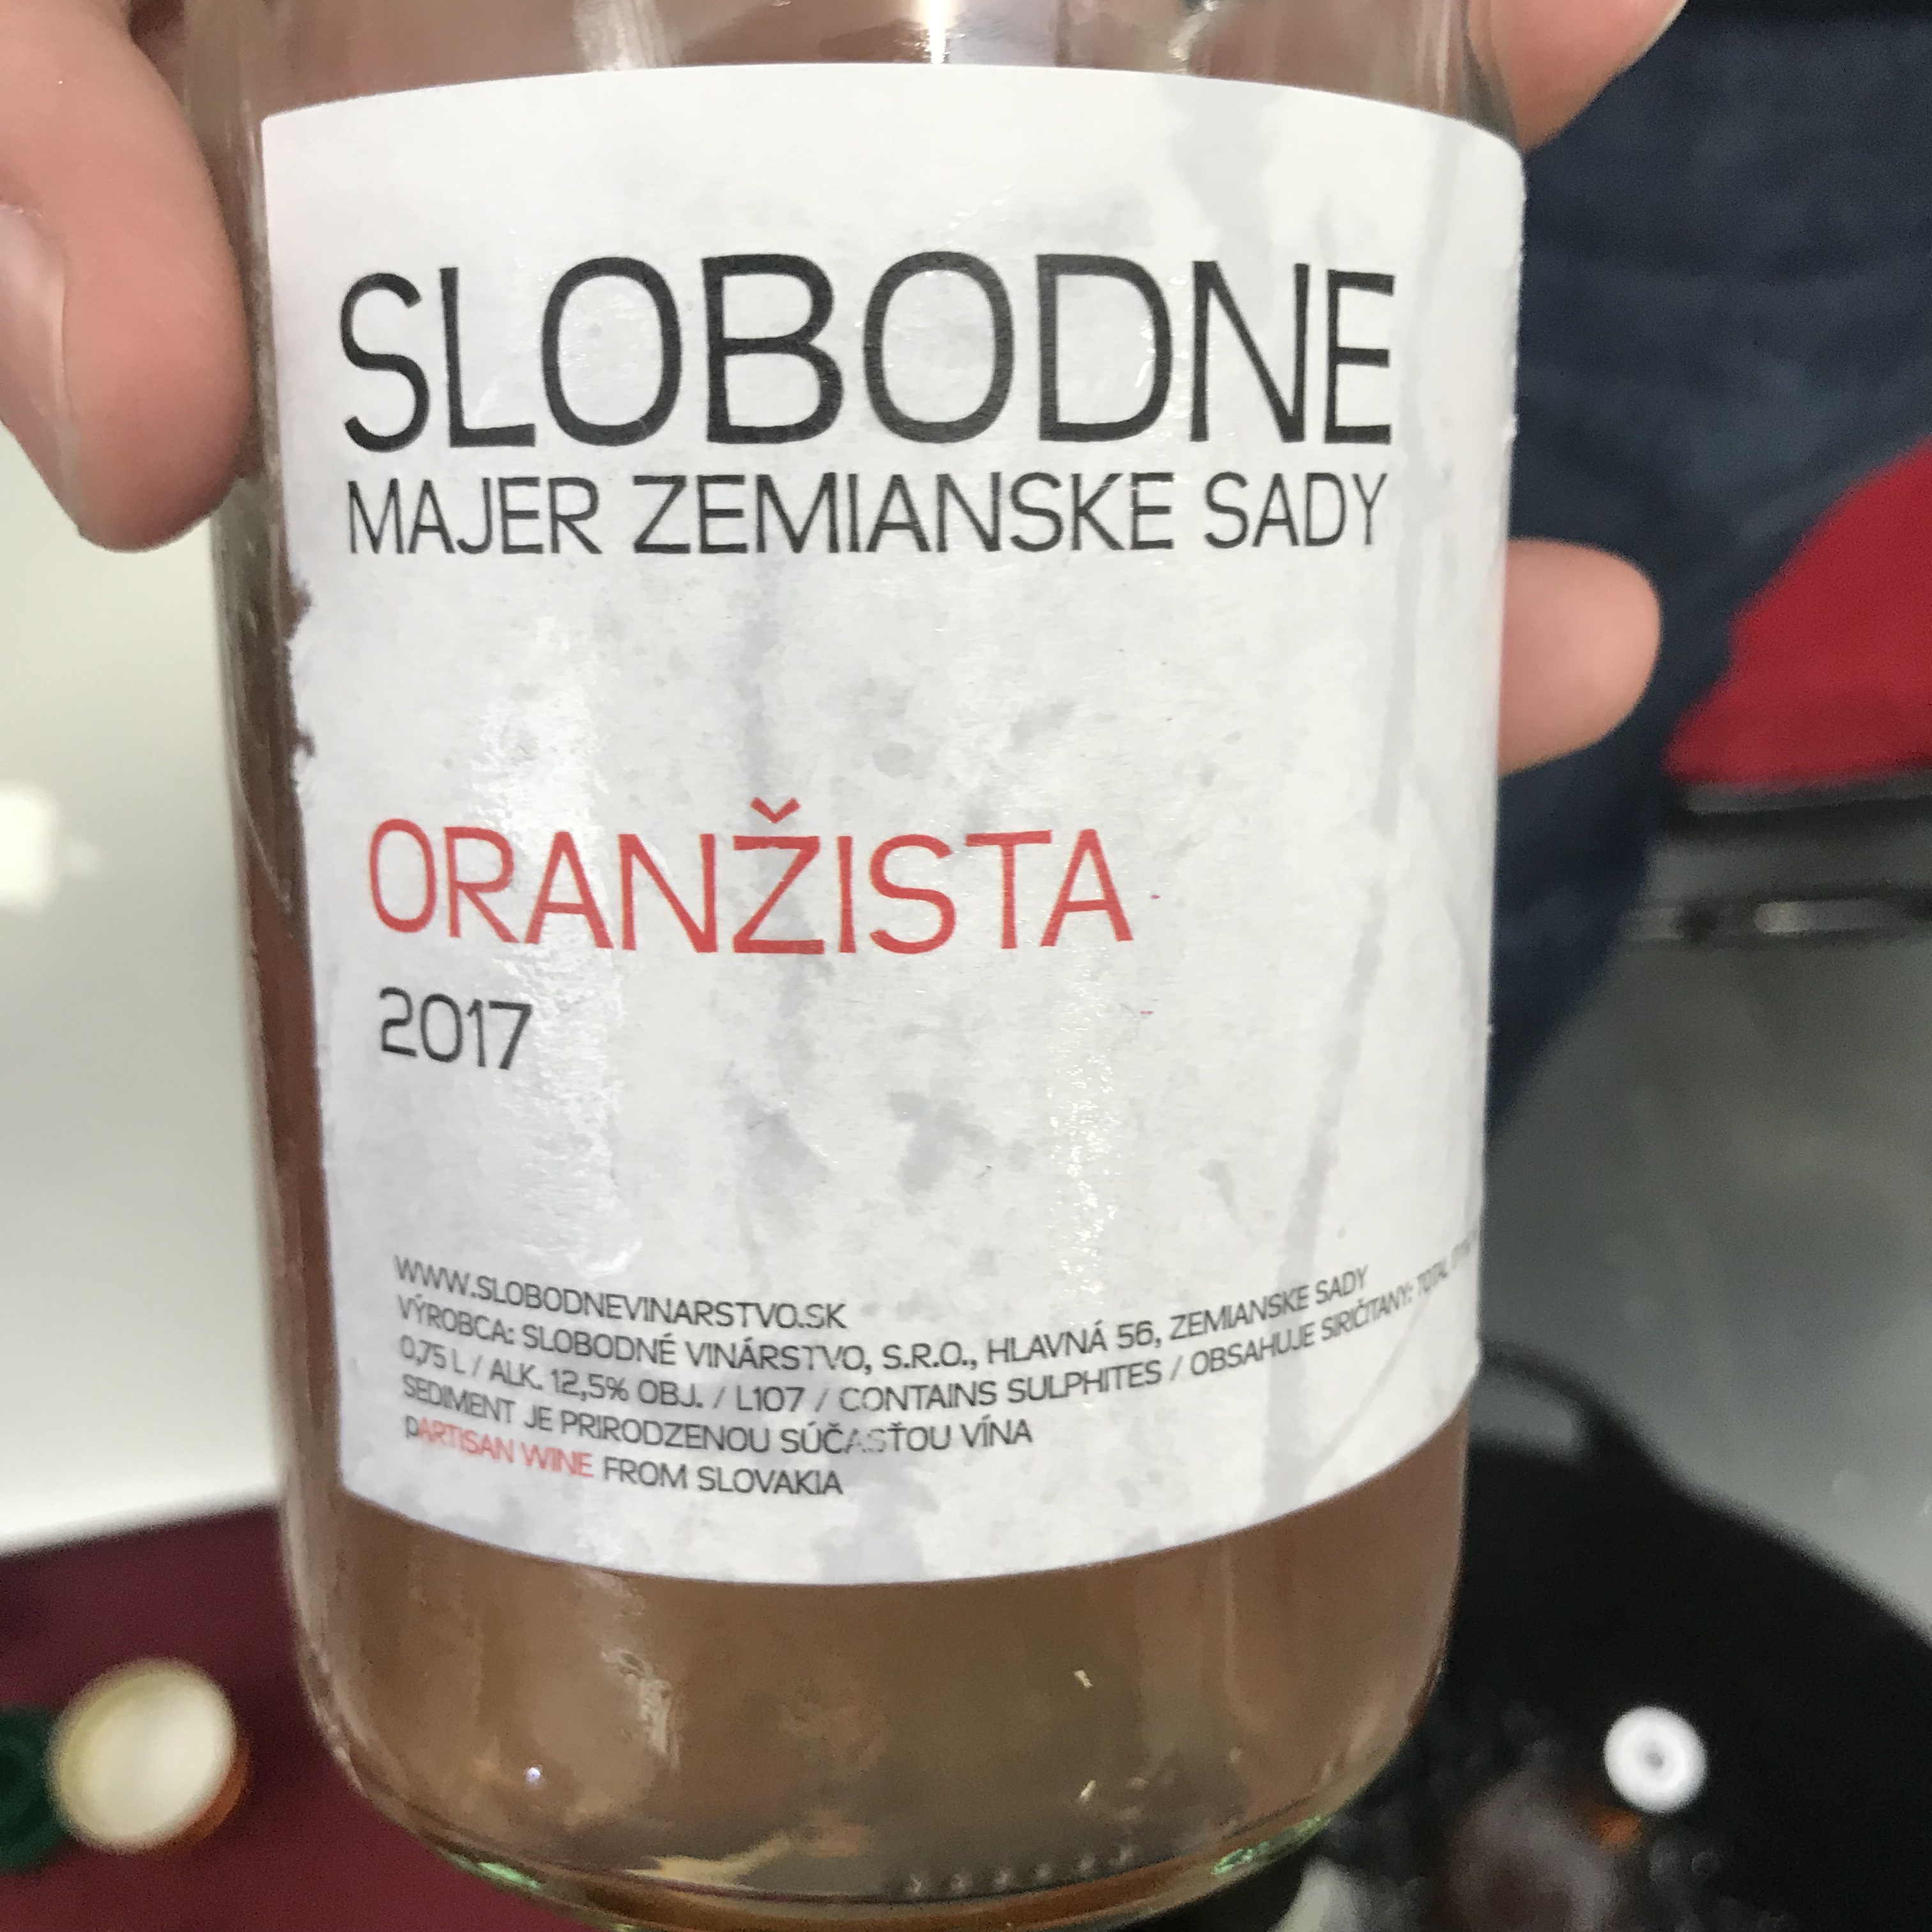 SLOBODNE
MAJER ZEMIANSKE SADY
ORANŽISTA
2017
WWW.SLOBODNEVINARSTVO.SK
VÝROBCA: SLOBODNÉ VINÁRSTVO, S.R.O., HLAVNÁ 56, ZEMIANSKE SADY
0,75 L / ALK. 12,5% OBJ. / L107 / CONTAINS SULPHITES / OBSAHUJE SIRIČITANY: TOTAL
SEDIMENT JE PRIRODZENOU SÚČASŤOU VÍNA
pARTISAN WINE FROM SLOVAKIA